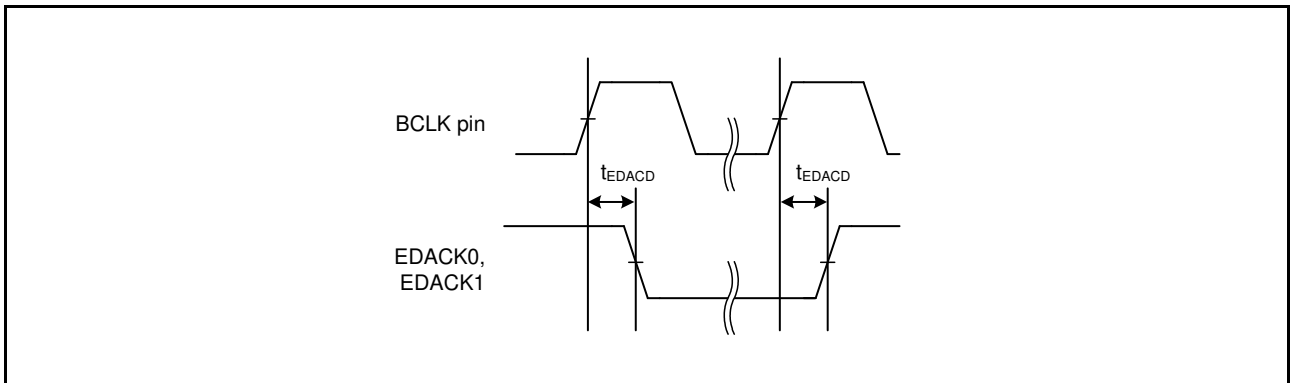 BCLK pin
tEDACD
tEDACD
EDACK0,
EDACK1